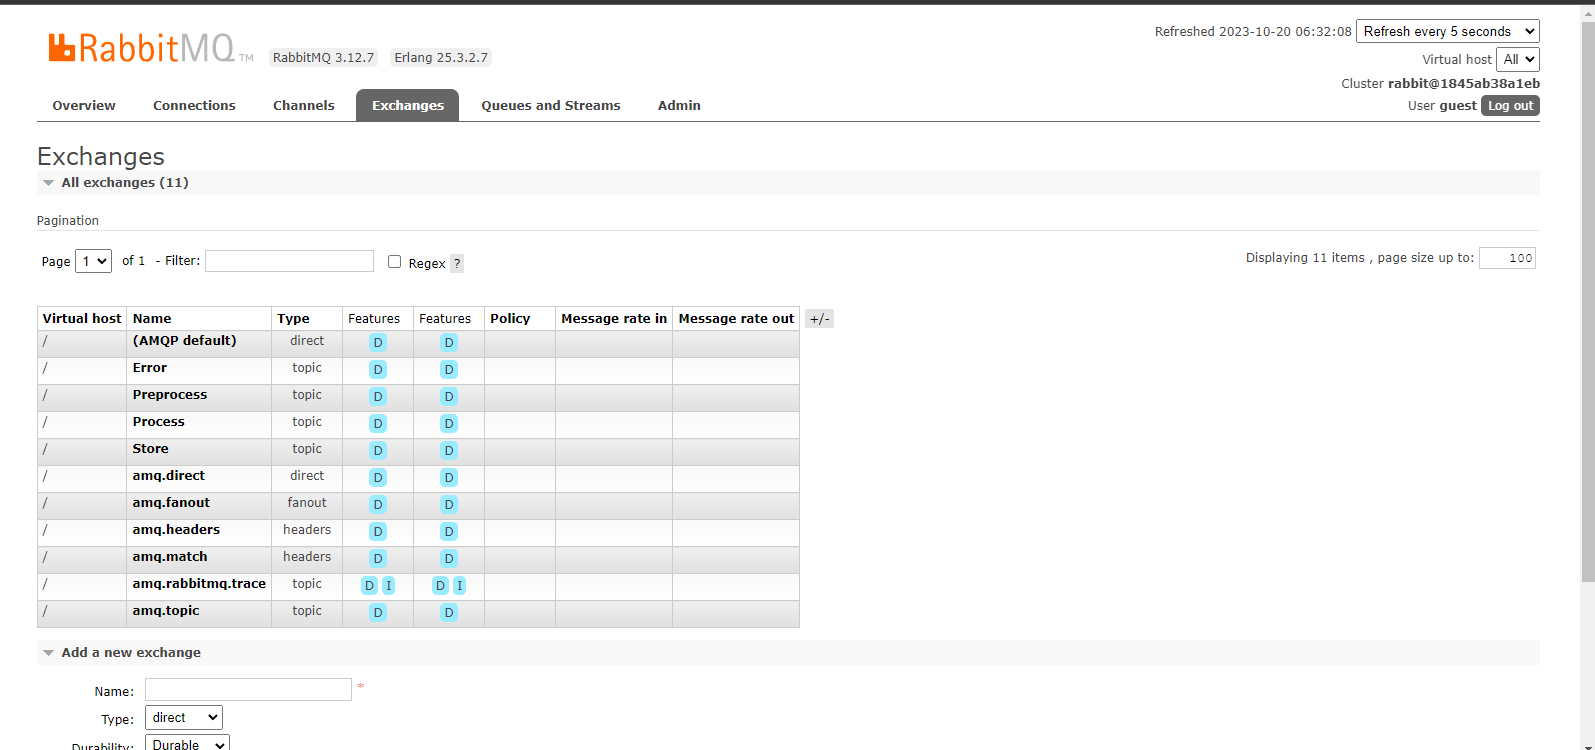 Refreshed 2023-10-20 06:32:08 Refresh every 5 seconds
RabbitMQ TM RabbitMQ 3.12.7 Erlang 25.3.2.7
Virtual host All
Cluster rabbit@1845ab38a1eb
User guest Log out
Overview Connections Channels Exchanges Queues and Streams Admin
Exchanges
All exchanges (11)
Pagination
Page 1 of 1 - Filter: Regex ? Displaying 11 items , page size up to: 100
Virtual host Name Type Features Features Policy Message rate in Message rate out +/-
/ (AMQP default) direct D D
/ Error topic D D
/ Preprocess topic D D
/ Process topic D D
/ Store topic D D
/ amq.direct direct D D
/ amq.fanout fanout D D
/ amq.headers headers D D
/ amq.match headers D D
/ amq.rabbitmq.trace topic D I D I
/ amq.topic topic D D
Add a new exchange
Name: *
Type: direct
Durability: Durable